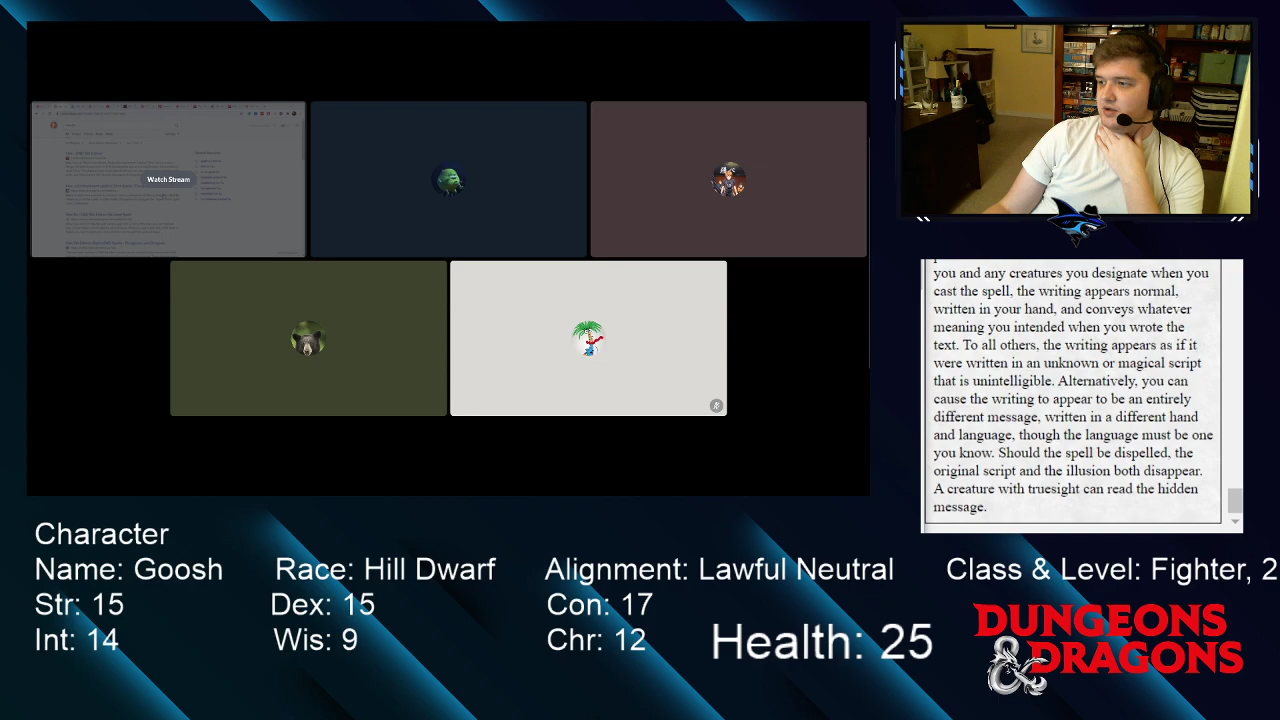 Watch Stream
you and any creatures you designate when you
cast the spell, the writing appears normal,
written in your hand, and conveys whatever
meaning you intended when you wrote the
text. To all others, the writing appears as if it
were written in an unknown or magical script
that is unintelligible. Alternatively, you can
cause the writing to appear to be an entirely
different message, written in a different hand
and language, though the language must be one
you know. Should the spell be dispelled, the
original script and the illusion both disappear.
A creature with truesight can read the hidden
message.
Character
Name: Goosh Race: Hill Dwarf Alignment: Lawful Neutral Class & Level: Fighter, 2
Str: 15 Dex: 15 Con: 17
Int: 14 Wis: 9 Chr: 12 Health: 25
DUNGEONS
& DRAGONS